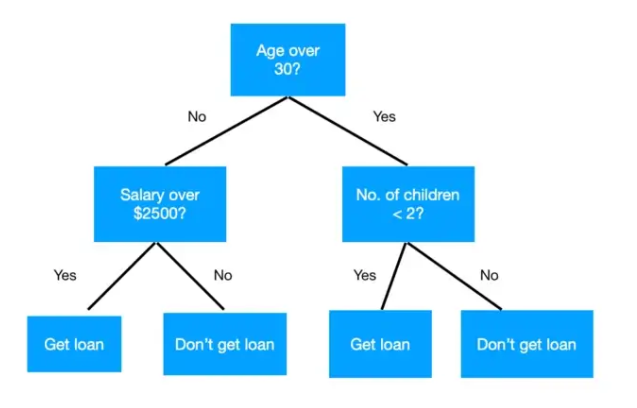 Age over
30?
No
Yes
Salary over
$2500?
No. of children
< 2?
Yes
No
Yes
No
Get loan
Don't get loan
Get loan
Don't get loan